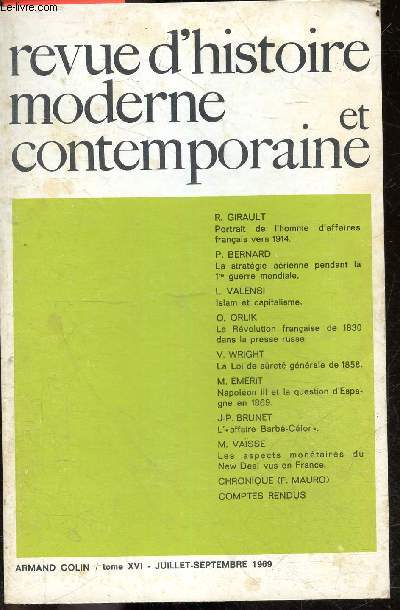 Le-livre.com
revue d'histoire
moderne
et
contemporaine
R. GIRAULT
Portrait de l'homme d'affaires
français vers 1914.
P. BERNARD
La stratégie aérienne pendant la
1re guerre mondiale.
L. VALENSI
Islam et capitalisme.
O. ORLIK
La Révolution française de 1830
dans la presse russe
V. WRIGHT
La Loi de sûreté générale de 1858.
M. EMERIT
Napoléon III et la question d'Espa-
gne en 1869.
J.P. BRUNET
L'«affaire Barbé-Célor».
M. VAISSE
Les aspects monétaires du
New Deal vus en France.
CHRONIQUE (F. MAURO)
COMPTES RENDUS
ARMAND COLIN / tome XVI - JUILLET-SEPTEMBRE 1969